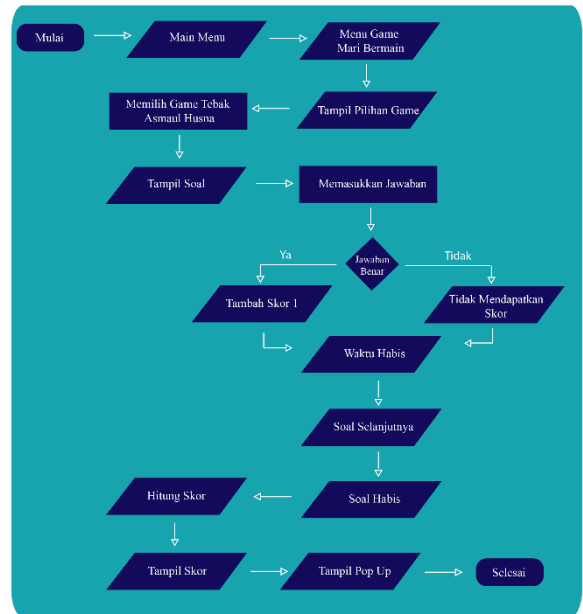 Mulai
Main Menu
Menu Game
Mari Bermain
Memilih Game Tebak
Asmaul Husna
Tampil Pilihan Game
Tampil Soal
Memasukkan Jawaban
Ya
Jawaban
Benar
Tidak
Tambah Skor 1
Tidak Mendapatkan
Skor
Waktu Habis
Soal Selanjutnya
Hitung Skor
Soal Habis
Tampil Skor
Tampil Pop Up
Selesai